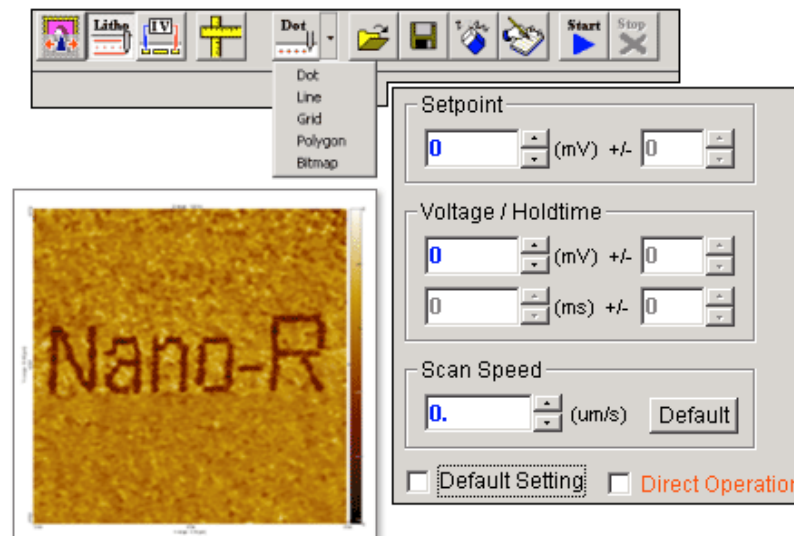 Litho
IV
Dot
Start
Stop
Dot
Line
Grid
Polygon
Bitmap
Setpoint
0 (mV) +/- 0
Voltage / Holdtime
0 (mV) +/- 0
0 (ms) +/- 0
Scan Speed
0. (um/s) Default
Default Setting Direct Operation
Nano-R